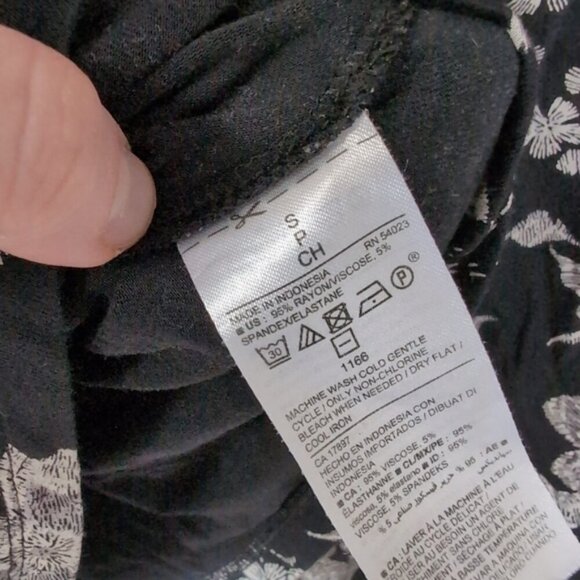 S
P
CH
RN 54023
MADE IN INDONESIA
■ US : 95% RAYON/VISCOSE. 5%
SPANDEX/ELASTANE
30 P ®
1166
MACHINE WASH COLD GENTLE
CYCLE / ONLY NON-CHLORINE
BLEACH WHEN NEEDED / DRY FLAT /
COOL IRON
CA 17897
HECHO EN INDONESIA CON
INSUMOS IMPORTADOS / DIBUAT DI
INDONESIA
■ CA : 95% VISCOSE. 5%
ELASTHANNE ■ CL/MX/PE : 95%
viscosa, 5% elastano ■ ID : 95%
VISCOSE. 5% SPANDEKS
■ AE : % 95
■ CA: LAVER À LA MACHINE À L'EAU